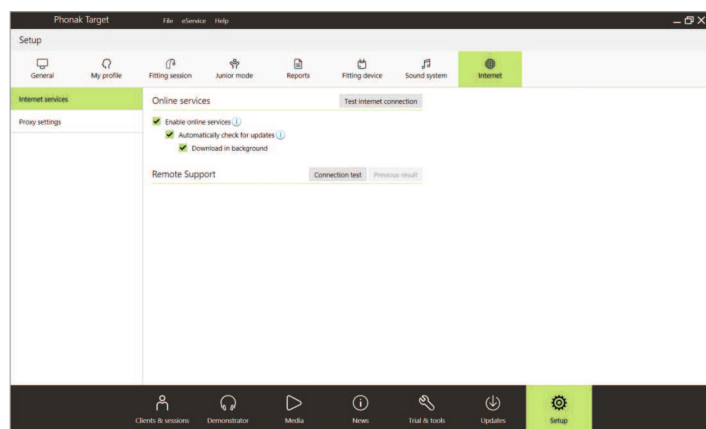 Phonak Target File eService Help
Setup
General My profile Fitting session Junior mode Reports Fitting device Sound system Internet
Internet services
Proxy settings
Online services Test internet connection
Enable online services
Automatically check for updates
Download in background
Remote Support Connection test Previous result
Clients & sessions Demonstrator Media News Trial & tools Updates Setup